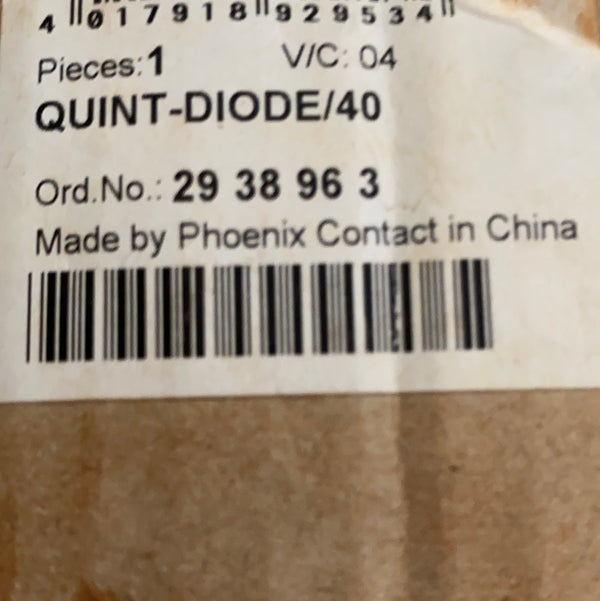 4 017918 929534
Pieces:1 V/C: 04
QUINT-DIODE/40
Ord.No.: 29 38 96 3
Made by Phoenix Contact in China